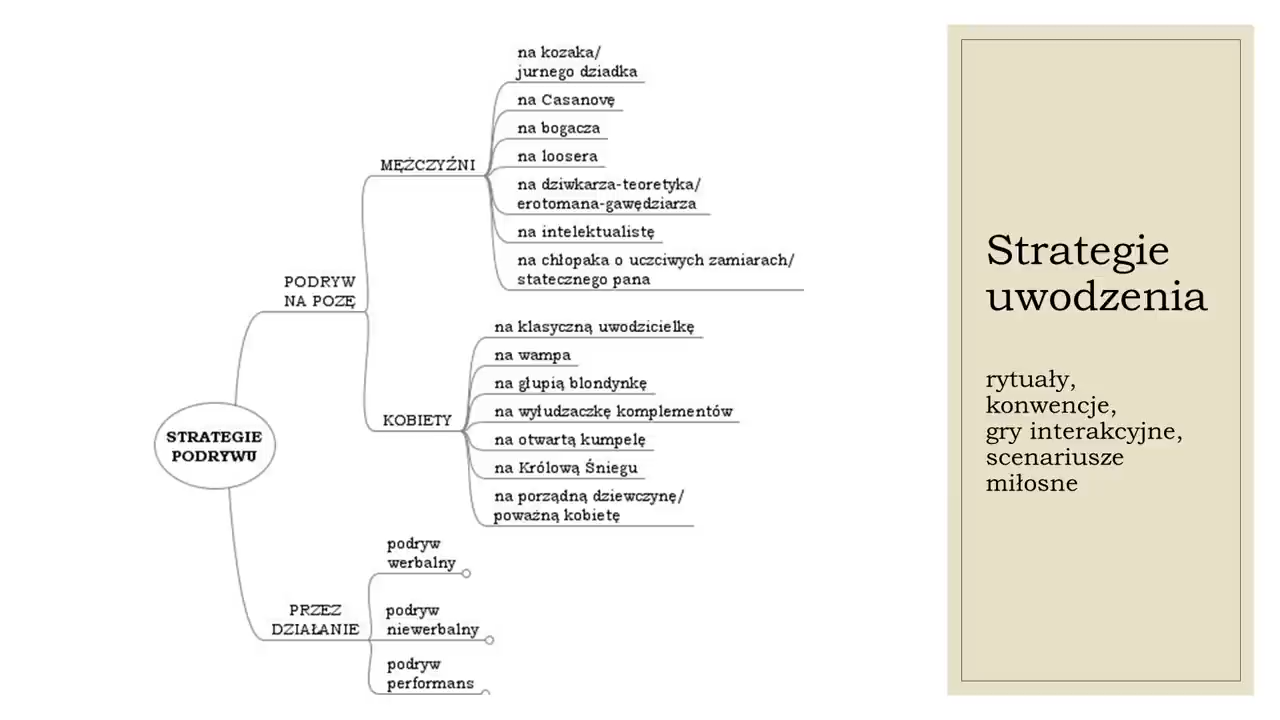 STRATEGIE
PODRYWU
PODRYW
NA POZĘ
MĘŻCZYŹNI
na kozaka/
jurnego dziadka
na Casanovę
na bogacza
na loosera
na dziwkarza-teoretyka/
erotomana-gawędziarza
na intelektualistę
na chłopaka o uczciwych zamiarach/
statecznego pana
KOBIETY
na klasyczną uwodzicielkę
na wampa
na głupią blondynkę
na wyłudzaczkę komplementów
na otwartą kumpelę
na Królową Śniegu
na porządną dziewczynę/
poważną kobietę
PRZEZ
DZIAŁANIE
podryw
werbalny
podryw
niewerbalny
podryw
performans
Strategie
uwodzenia
rytuały,
konwencje,
gry interakcyjne,
scenariusze
miłosne